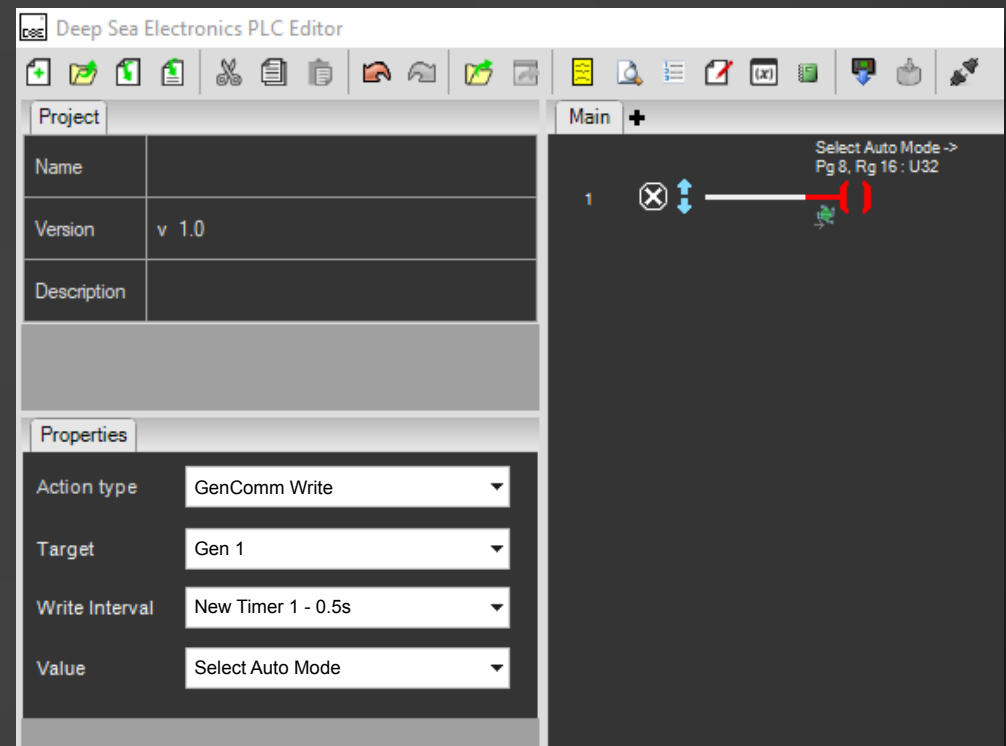 DSE Deep Sea Electronics PLC Editor
(x)
Project
Name
Version v 1.0
Description
Properties
Action type GenComm Write
Target Gen 1
Write Interval New Timer 1 - 0.5s
Value Select Auto Mode
Main
Select Auto Mode ->
Pg 8, Rg 16 : U32
1